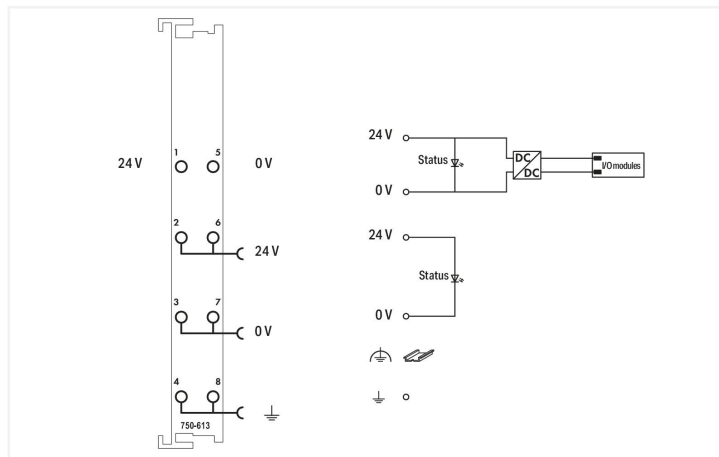 1
5
24 V
0 V
2
6
24 V
3
7
0 V
4
8
750-613
24 V
Status
0 V
DC
DC
I/O modules
24 V
Status
0 V